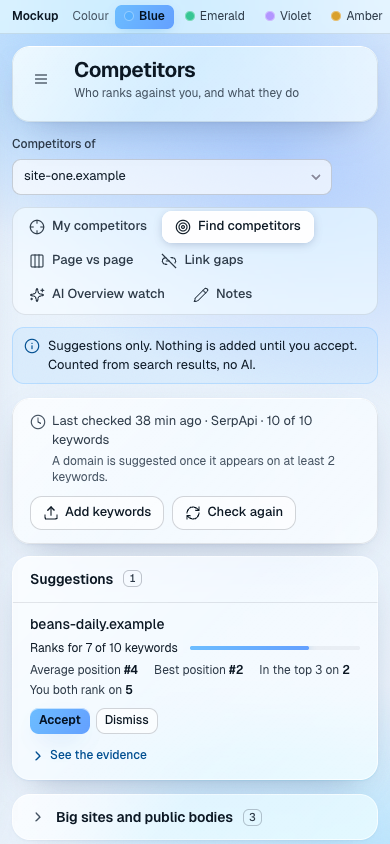 Mockup Colour Blue Emerald Violet Amber
Competitors
Who ranks against you, and what they do
Competitors of
site-one.example
My competitors Find competitors
Page vs page Link gaps
AI Overview watch Notes
Suggestions only. Nothing is added until you accept.
Counted from search results, no AI.
Last checked 38 min ago · SerpApi · 10 of 10
keywords
A domain is suggested once it appears on at least 2
keywords.
Add keywords Check again
Suggestions 1
beans-daily.example
Ranks for 7 of 10 keywords
Average position #4 Best position #2 In the top 3 on 2
You both rank on 5
Accept Dismiss
See the evidence
Big sites and public bodies 3